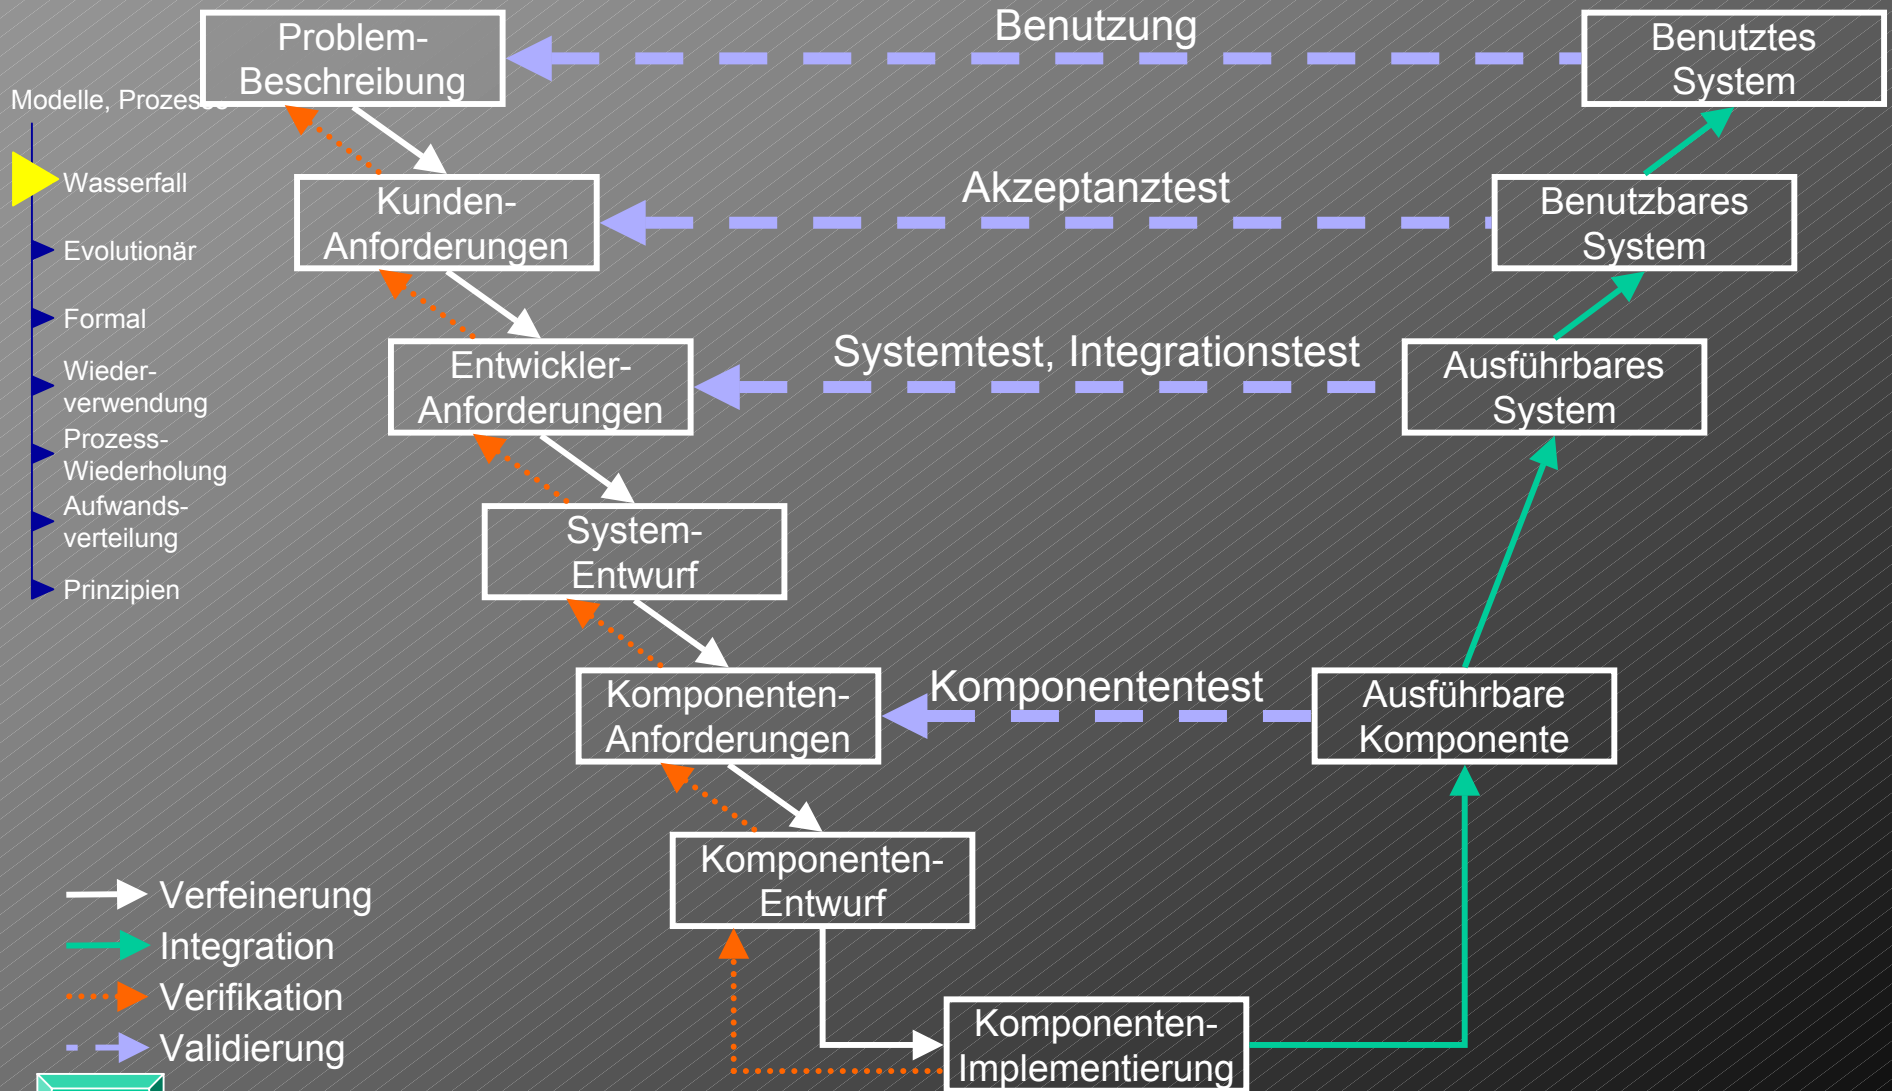 Problem-
Beschreibung
Benutzung
Benutztes
System
Modelle, Prozesse
Wasserfall
Evolutionär
Formal
Wieder-
verwendung
Prozess-
Wiederholung
Aufwands-
verteilung
Prinzipien
Kunden-
Anforderungen
Akzeptanztest
Benutzbares
System
Entwickler-
Anforderungen
Systemtest, Integrationstest
Ausführbares
System
System-
Entwurf
Komponenten-
Anforderungen
Komponententest
Ausführbare
Komponente
Komponenten-
Entwurf
Komponenten-
Implementierung
Verfeinerung
Integration
Verifikation
Validierung